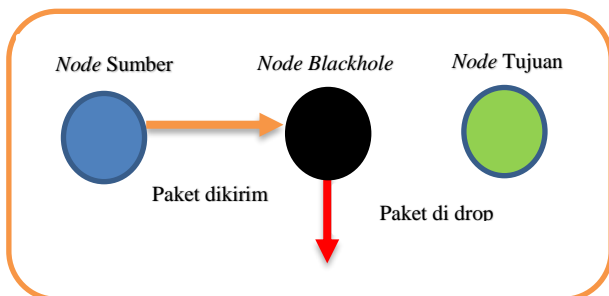 Node Sumber
Node Blackhole
Node Tujuan
Paket dikirim
Paket di drop